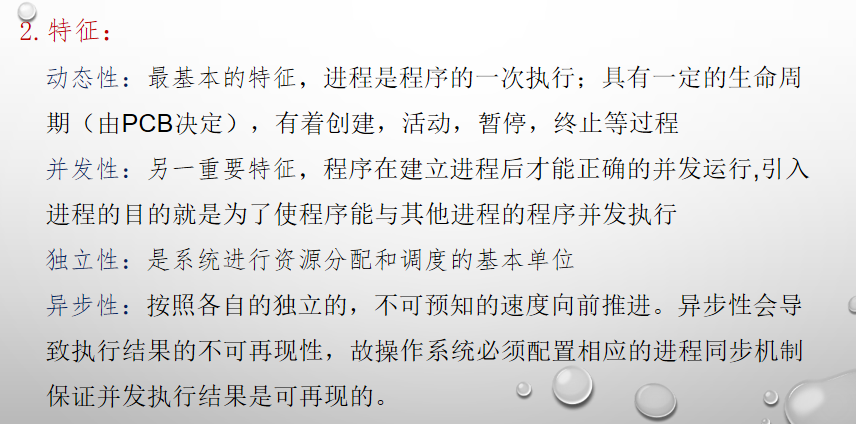 2.特征：
动态性：最基本的特征，进程是程序的一次执行；具有一定的生命周
期（由PCB决定），有着创建，活动，暂停，终止等过程
并发性：另一重要特征，程序在建立进程后才能正确的并发运行,引入
进程的目的就是为了使程序能与其他进程的程序并发执行
独立性：是系统进行资源分配和调度的基本单位
异步性：按照各自的独立的，不可预知的速度向前推进。异步性会导
致执行结果的不可再现性，故操作系统必须配置相应的进程同步机制
保证并发执行结果是可再现的。